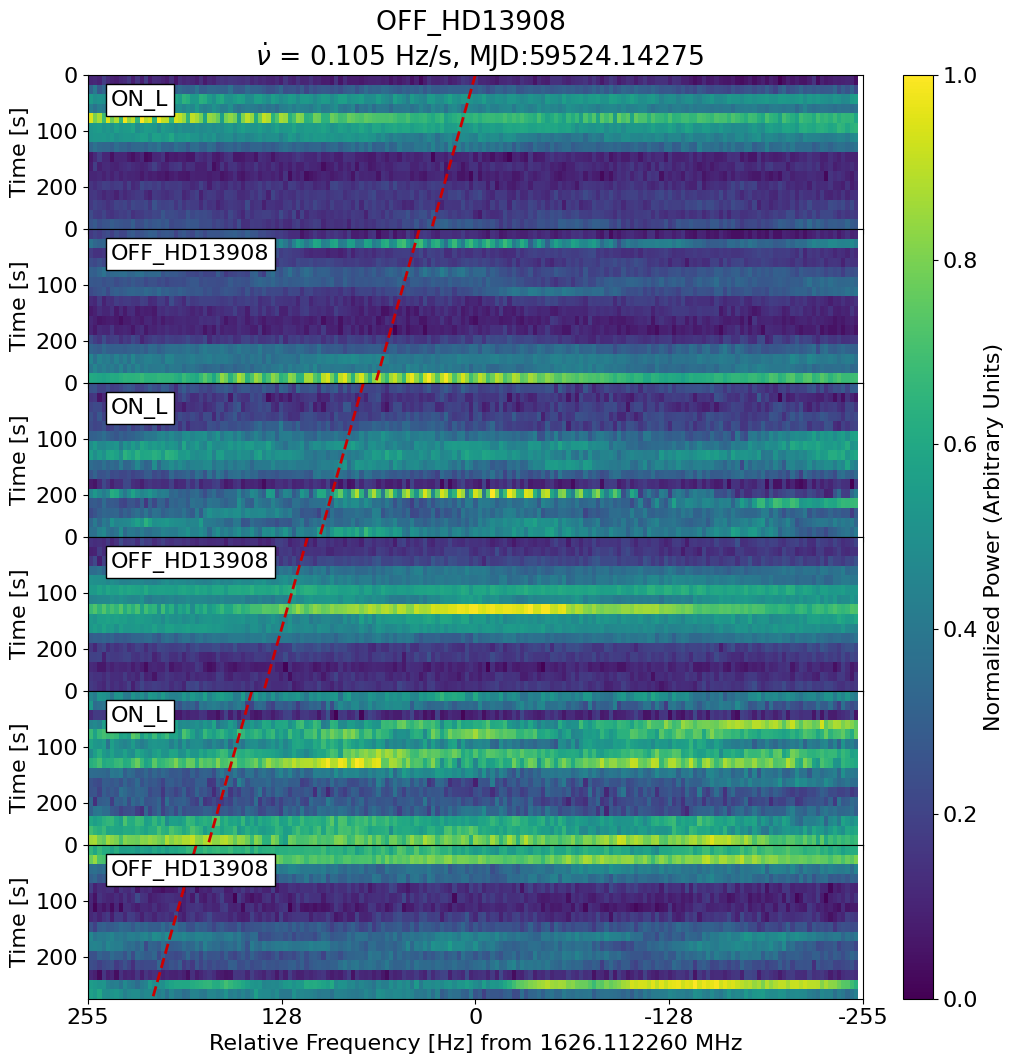 OFF_HD13908
ν̇ = 0.105 Hz/s, MJD:59524.14275
0
ON_L
100
200
Time [s]
0
OFF_HD13908
100
200
Time [s]
0
ON_L
100
200
Time [s]
0
OFF_HD13908
100
200
Time [s]
0
ON_L
100
200
Time [s]
0
OFF_HD13908
100
200
Time [s]
255 128 0 -128 -255
Relative Frequency [Hz] from 1626.112260 MHz
1.0
0.8
0.6
0.4
0.2
0.0
Normalized Power (Arbitrary Units)